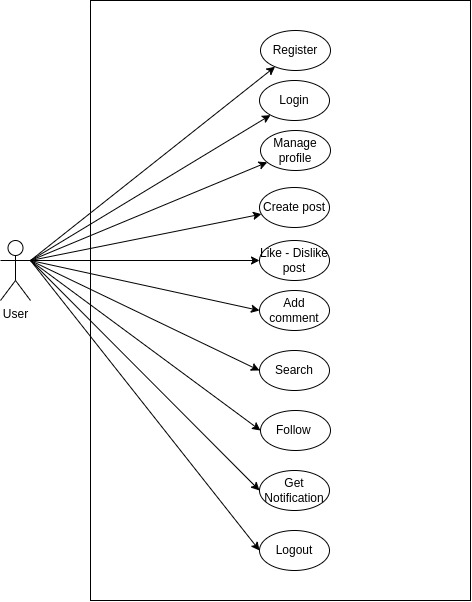 Register
Login
Manage
profile
Create post
Like - Dislike
post
Add
comment
User
Search
Follow
Get
Notification
Logout